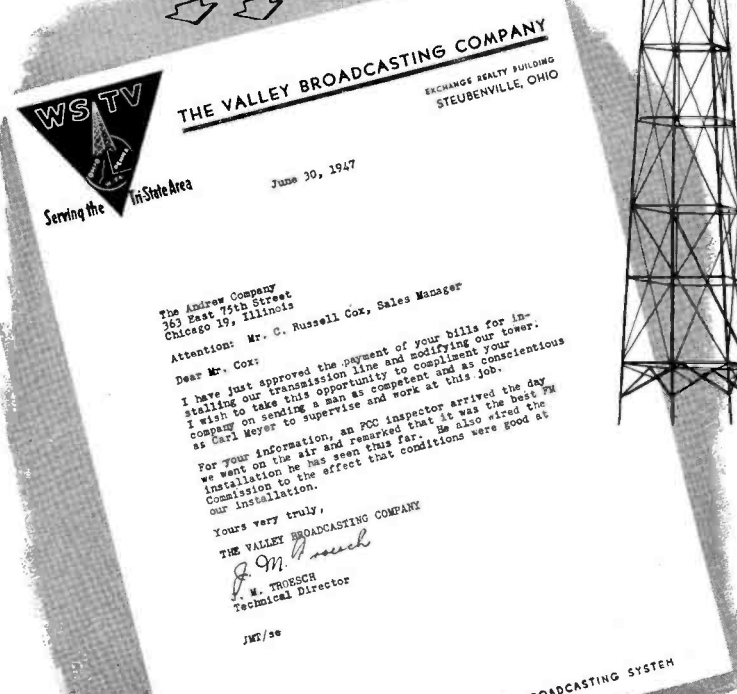 THE VALLEY BROADCASTING COMPANY
EXCHANGE REALTY BUILDING
STEUBENVILLE, OHIO
WSTV
Serving the Tri-State Area
June 30, 1947
The Andrew Company
363 East 75th Street
Chicago 19, Illinois
Attention: Mr. C. Russell Cox, Sales Manager
Dear Mr. Cox:
I have just approved the payment of your bills for in-
stalling our transmission line and modifying our tower.
I wish to take this opportunity to compliment your
company on sending a man as competent and as conscientious
as Carl Meyer to supervise and work at this job.
For your information, an FCC inspector arrived the day
we went on the air and remarked that it was the best FM
installation he has seen thus far. He also wired the
Commission to the effect that conditions were good at
our installation.
Yours very truly,
THE VALLEY BROADCASTING COMPANY
J. M. Troesch
J. M. TROESCH
Technical Director
JMT/se
BROADCASTING SYSTEM